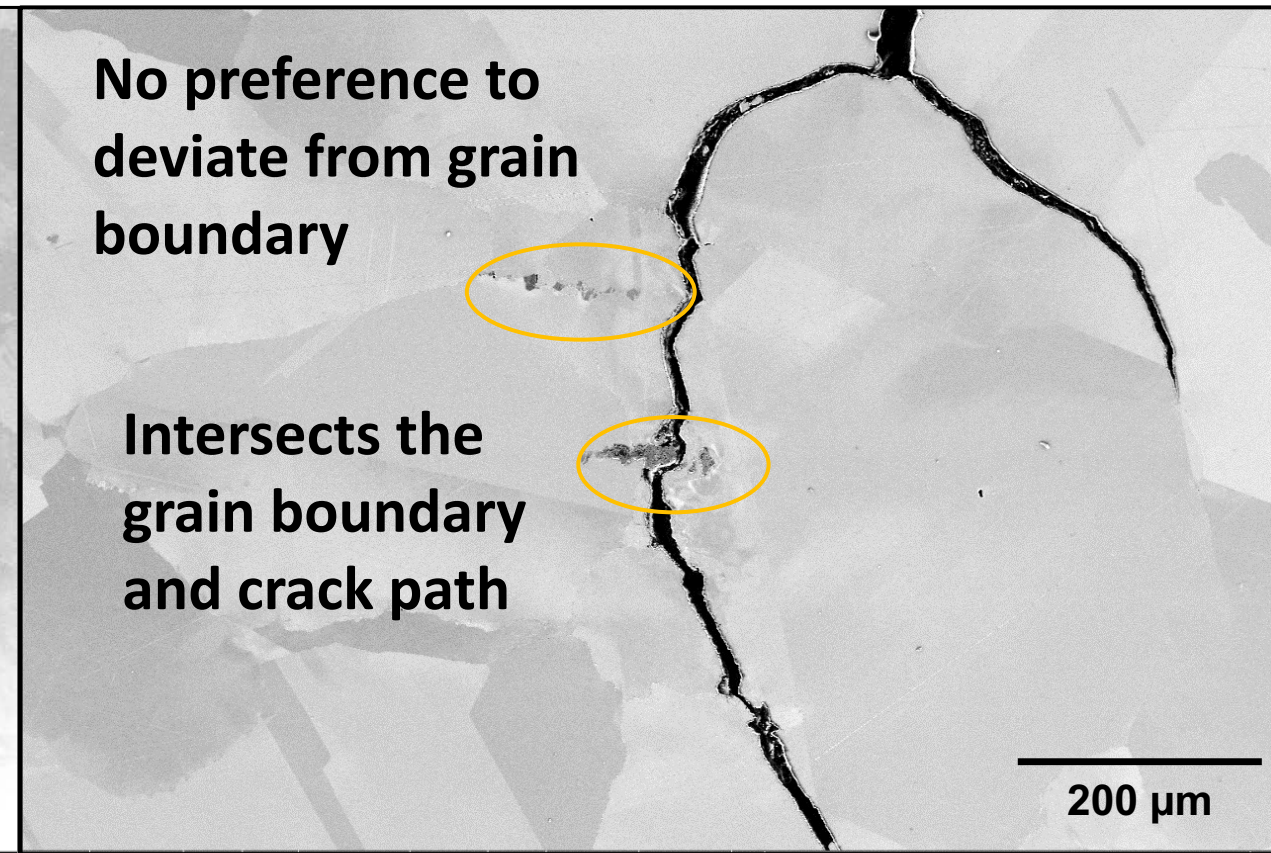 No preference to
deviate from grain
boundary
Intersects the
grain boundary
and crack path
200 µm